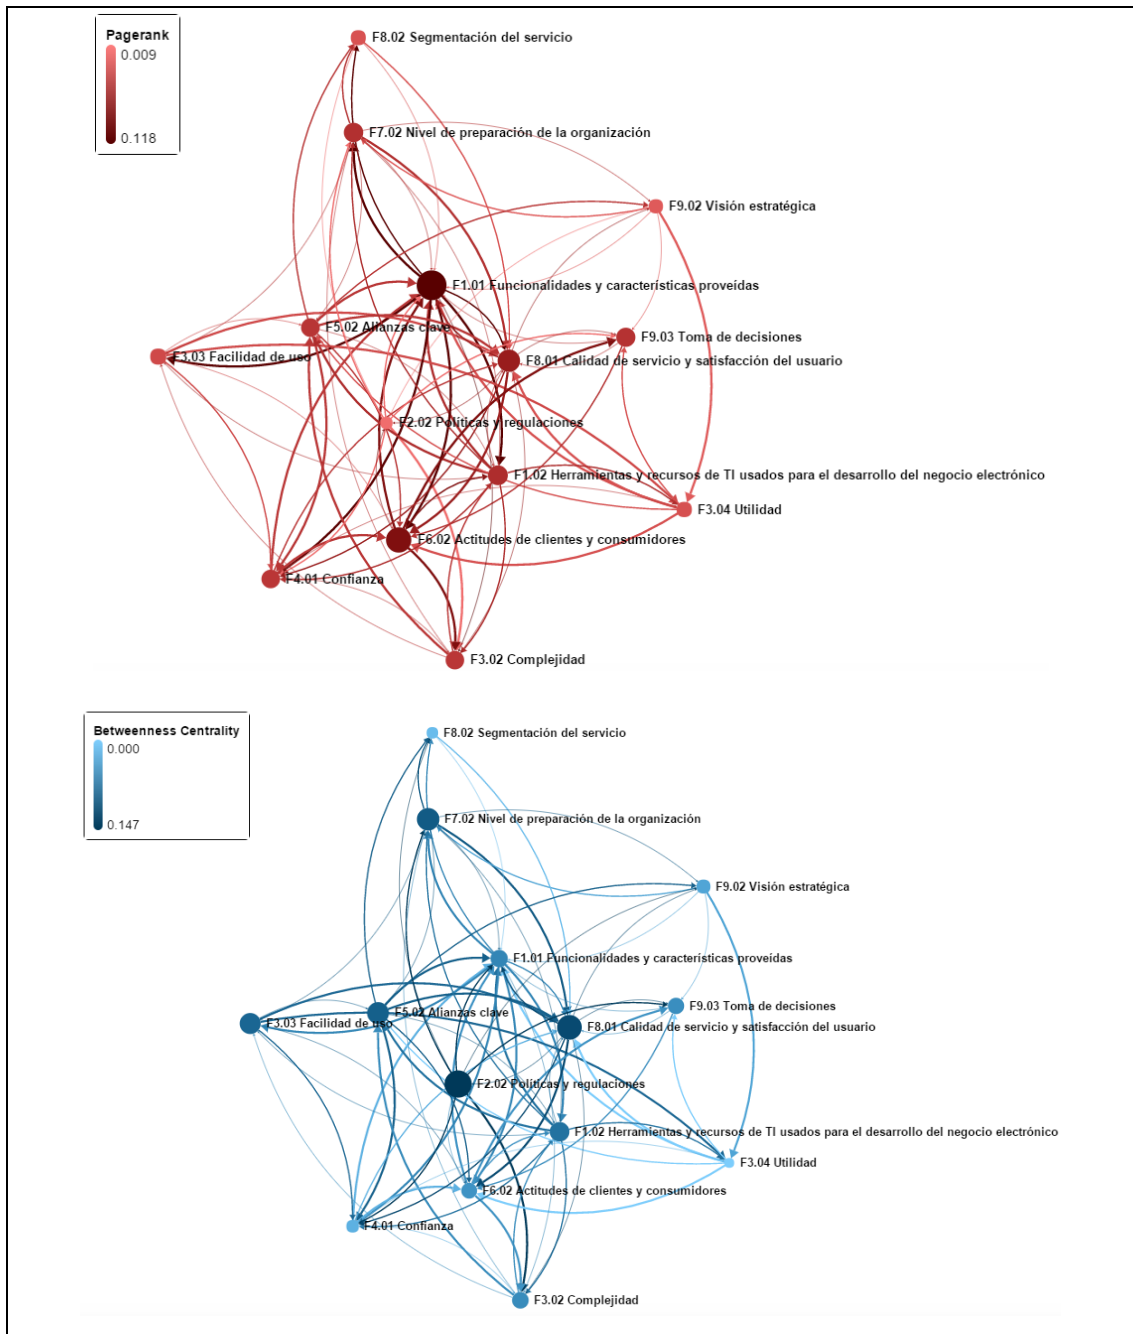 Pagerank
0.009
0.118
F8.02 Segmentación del servicio
F7.02 Nivel de preparación de la organización
F9.02 Visión estratégica
F1.01 Funcionalidades y características proveídas
F5.02 Alianzas clave
F9.03 Toma de decisiones
F3.03 Facilidad de uso
F8.01 Calidad de servicio y satisfacción del usuario
F2.02 Políticas y regulaciones
F1.02 Herramientas y recursos de TI usados para el desarrollo del negocio electrónico
F3.04 Utilidad
F6.02 Actitudes de clientes y consumidores
F4.01 Confianza
F3.02 Complejidad
Betweenness Centrality
0.000
0.147
F8.02 Segmentación del servicio
F7.02 Nivel de preparación de la organización
F9.02 Visión estratégica
F1.01 Funcionalidades y características proveídas
F9.03 Toma de decisiones
F5.02 Alianzas clave
F3.03 Facilidad de uso
F8.01 Calidad de servicio y satisfacción del usuario
F2.02 Políticas y regulaciones
F1.02 Herramientas y recursos de TI usados para el desarrollo del negocio electrónico
F3.04 Utilidad
F6.02 Actitudes de clientes y consumidores
F4.01 Confianza
F3.02 Complejidad